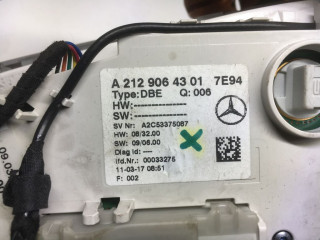 A 212 906 43 01 7E94
Type: DBE Q: 006
HW:---------------
SW:---------------
SV Nr: A2C53375087
HW: 08/32.00
SW: 09/06.00
Diag Id: ----
lfd.Nr.: 00033275
11-03-17 08:51
F: 002